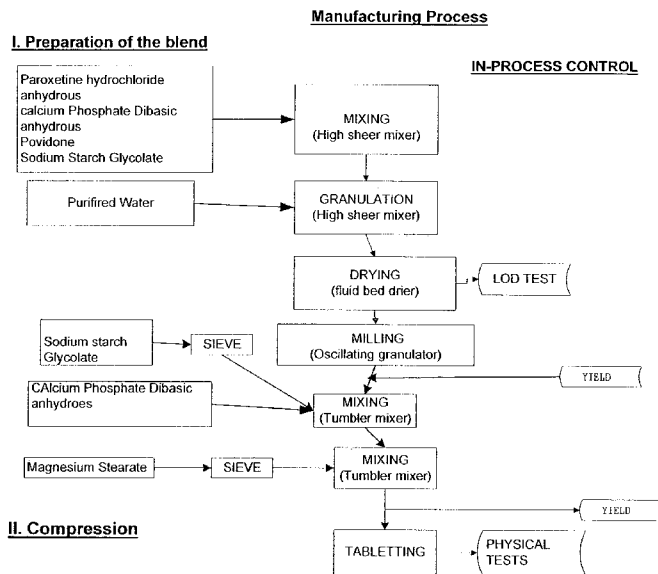 Manufacturing Process
I. Preparation of the blend
IN-PROCESS CONTROL
Paroxetine hydrochloride
anhydrous
calcium Phosphate Dibasic
anhydrous
Povidone
Sodium Starch Glycolate
MIXING
(High sheer mixer)
Purifired Water
GRANULATION
(High sheer mixer)
DRYING
(fluid bed drier)
LOD TEST
Sodium starch
Glycolate
SIEVE
MILLING
(Oscillating granulator)
YIELD
CAlcium Phosphate Dibasic
anhydroes
MIXING
(Tumbler mixer)
Magnesium Stearate
SIEVE
MIXING
(Tumbler mixer)
YIELD
II. Compression
TABLETTING
PHYSICAL
TESTS